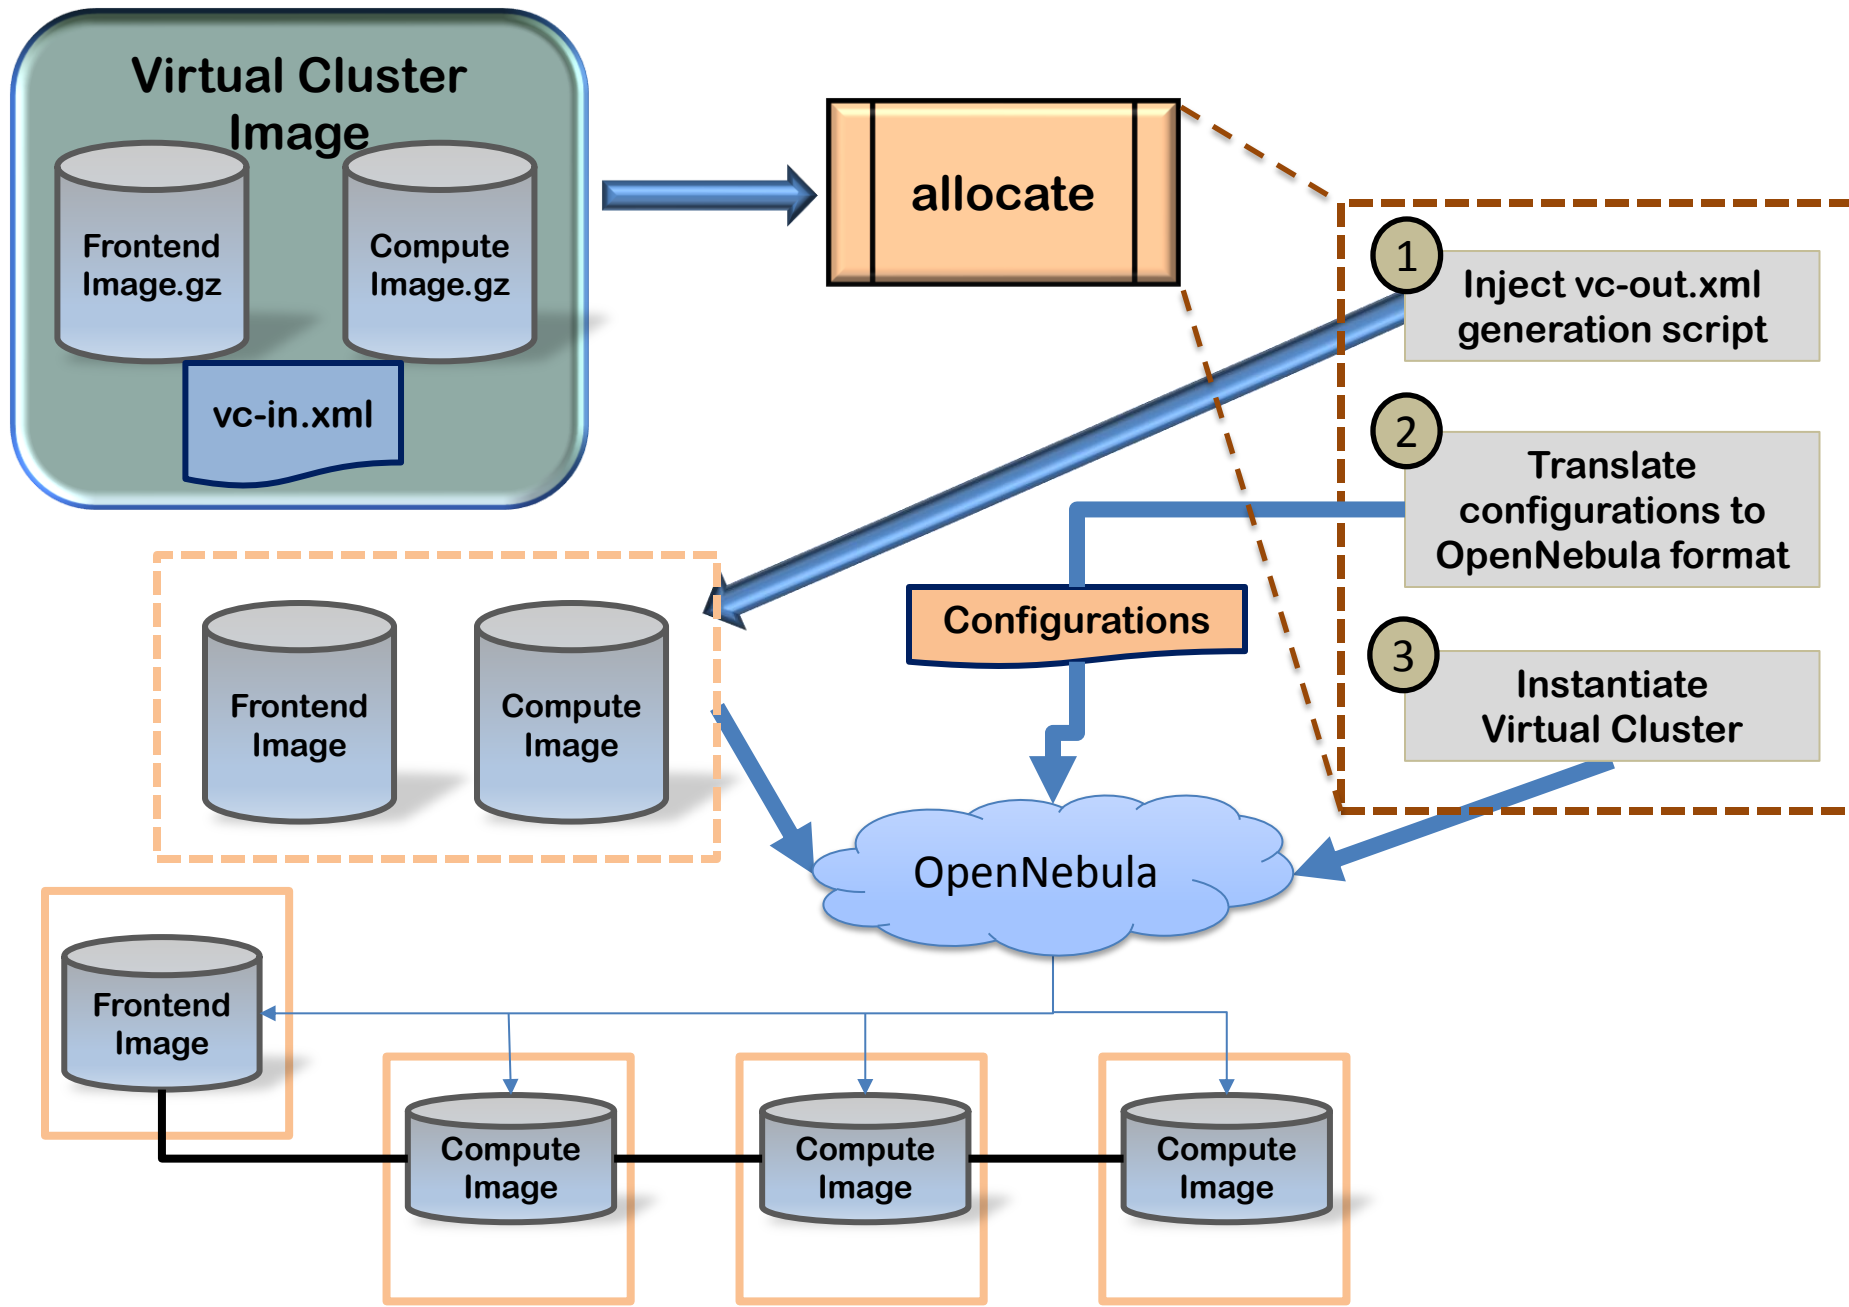 Virtual Cluster
Image
Frontend
Image.gz
Compute
Image.gz
vc-in.xml
allocate
1
Inject vc-out.xml
generation script
2
Translate
configurations to
OpenNebula format
3
Instantiate
Virtual Cluster
Configurations
Frontend
Image
Compute
Image
OpenNebula
Frontend
Image
Compute
Image
Compute
Image
Compute
Image